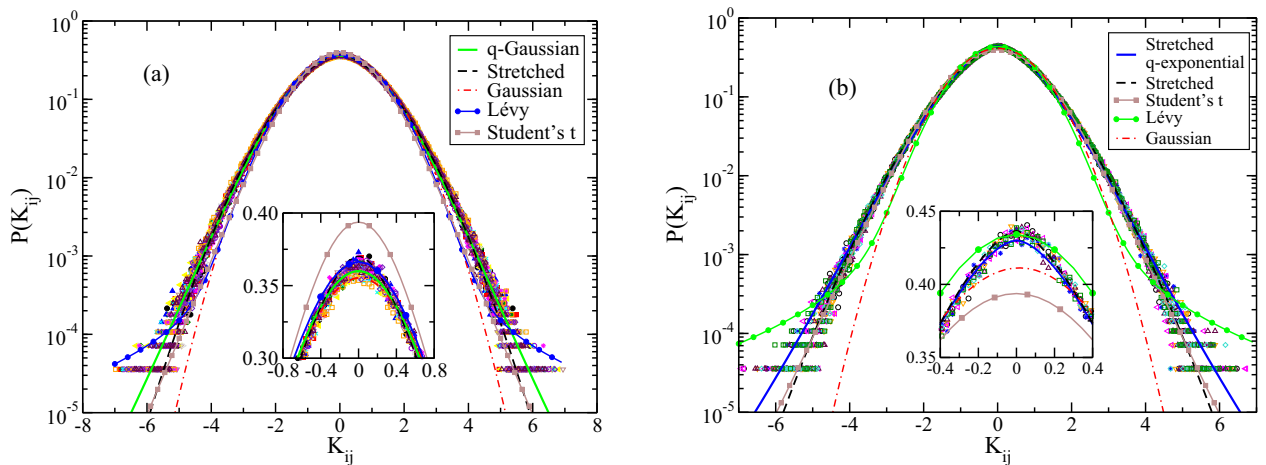 (a)
q-Gaussian
Stretched
Gaussian
Lévy
Student's t
10^0
10^-1
10^-2
10^-3
10^-4
10^-5
P(K_ij)
-8 -6 -4 -2 0 2 4 6 8
K_ij
0.40
0.35
0.30
-0.8 -0.4 0 0.4 0.8
(b)
Stretched
q-exponential
Stretched
Student's t
Lévy
Gaussian
10^0
10^-1
10^-2
10^-3
10^-4
10^-5
P(K_ij)
-6 -4 -2 0 2 4 6
K_ij
0.45
0.40
0.35
-0.4 -0.2 0 0.2 0.4